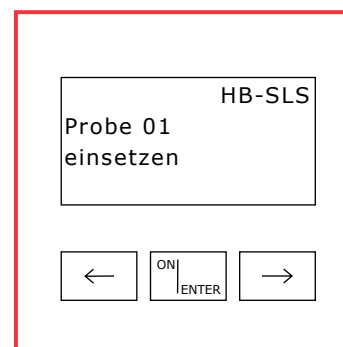 HB-SLS
Probe 01
einsetzen
← ON ENTER →